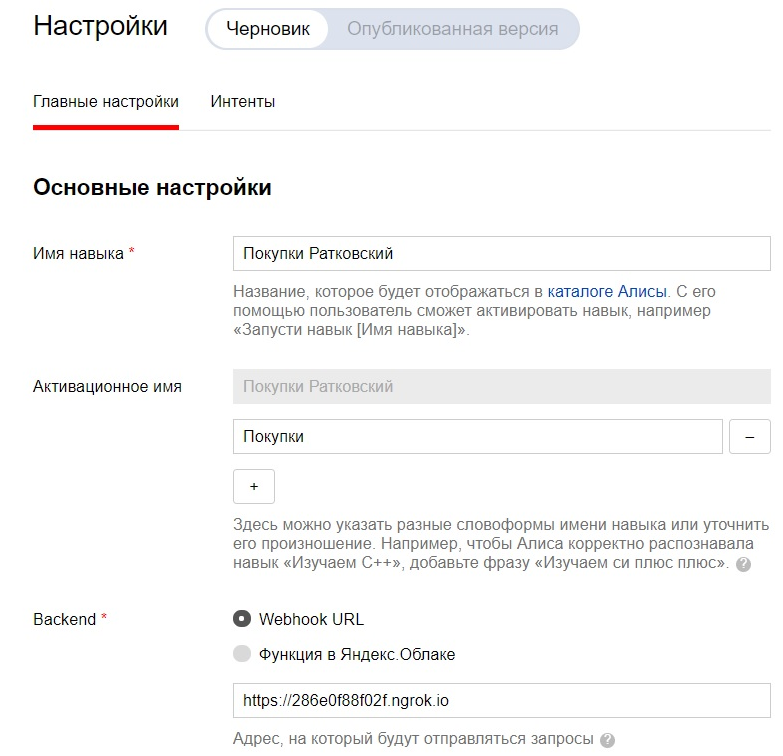 Настройки Черновик Опубликованная версия
Главные настройки Интенты
Основные настройки
Имя навыка * Покупки Ратковский
Название, которое будет отображаться в каталоге Алисы. С его
помощью пользователь сможет активировать навык, например
«Запусти навык [Имя навыка]».
Активационное имя Покупки Ратковский
Покупки –
+
Здесь можно указать разные словоформы имени навыка или уточнить
его произношение. Например, чтобы Алиса корректно распознавала
навык «Изучаем C++», добавьте фразу «Изучаем си плюс плюс». ?
Backend * Webhook URL
Функция в Яндекс.Облаке
https://286e0f88f02f.ngrok.io
Адрес, на который будут отправляться запросы ?